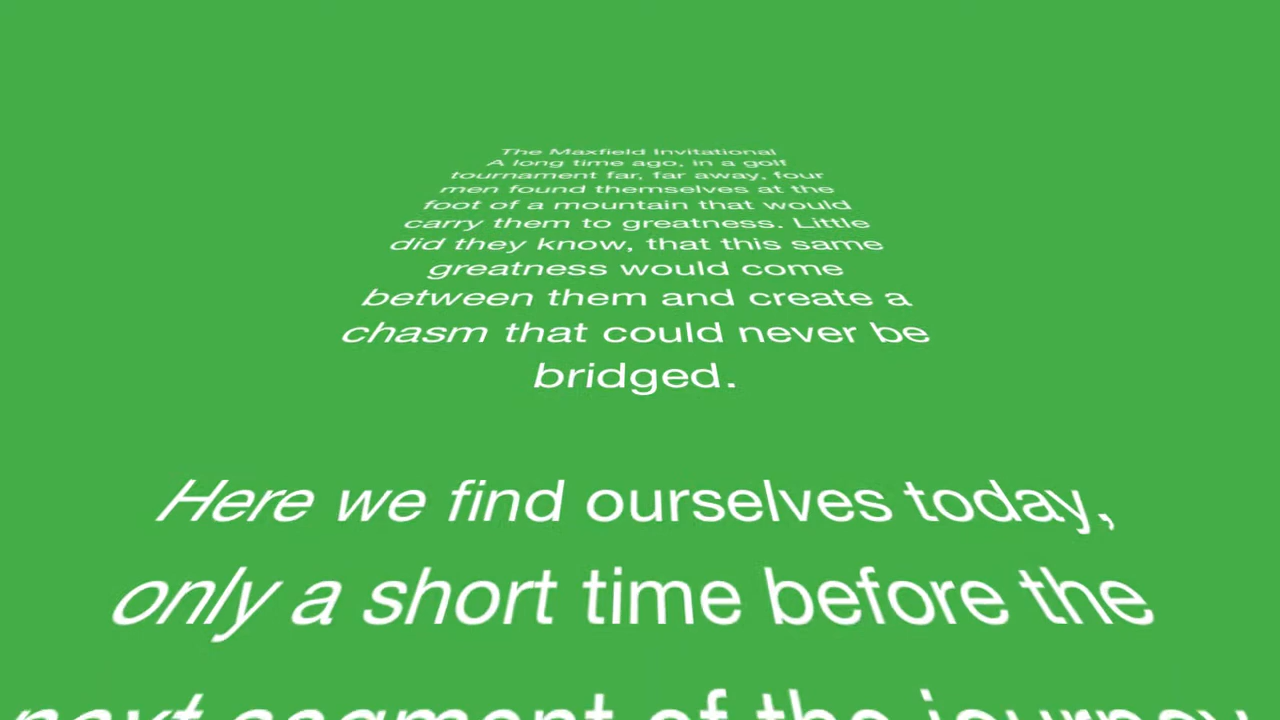 The Maxfield Invitational
A long time ago, in a golf
tournament far, far away, four
men found themselves at the
foot of a mountain that would
carry them to greatness. Little
did they know, that this same
greatness would come
between them and create a
chasm that could never be
bridged.
Here we find ourselves today,
only a short time before the
next segment of the journey